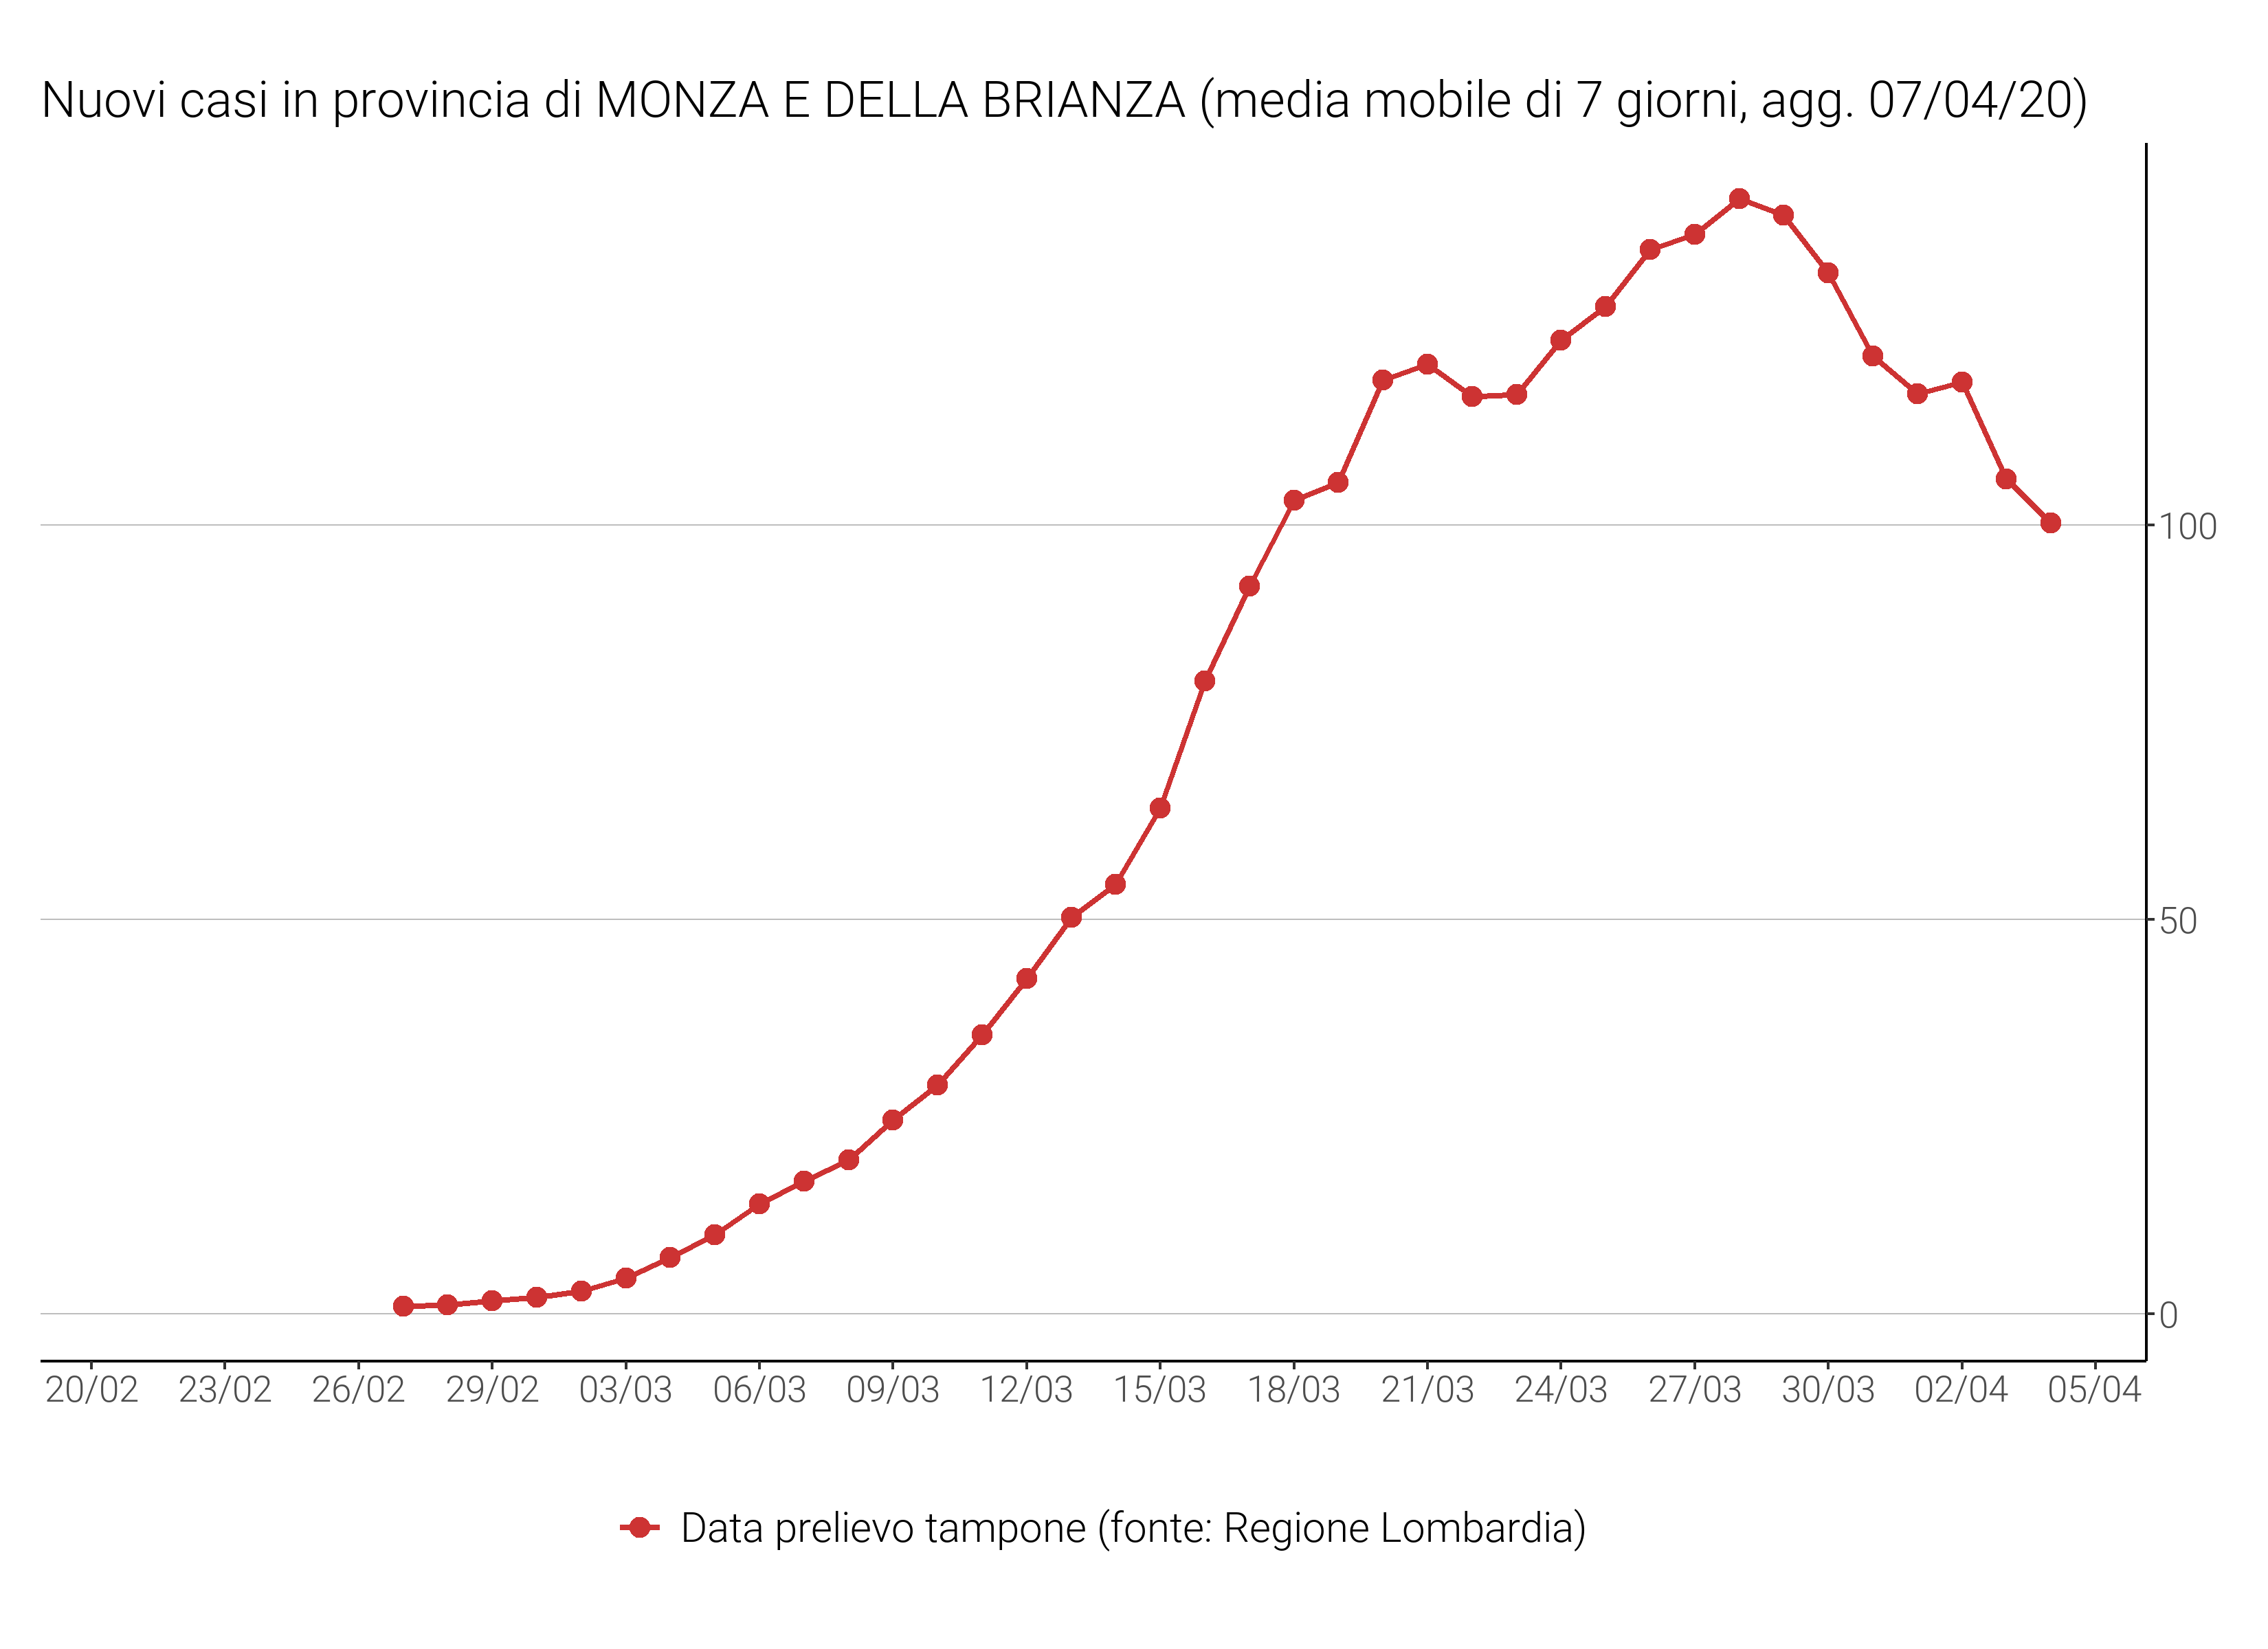 Nuovi casi in provincia di MONZA E DELLA BRIANZA (media mobile di 7 giorni, agg. 07/04/20)
100
50
0
20/02 23/02 26/02 29/02 03/03 06/03 09/03 12/03 15/03 18/03 21/03 24/03 27/03 30/03 02/04 05/04
Data prelievo tampone (fonte: Regione Lombardia)